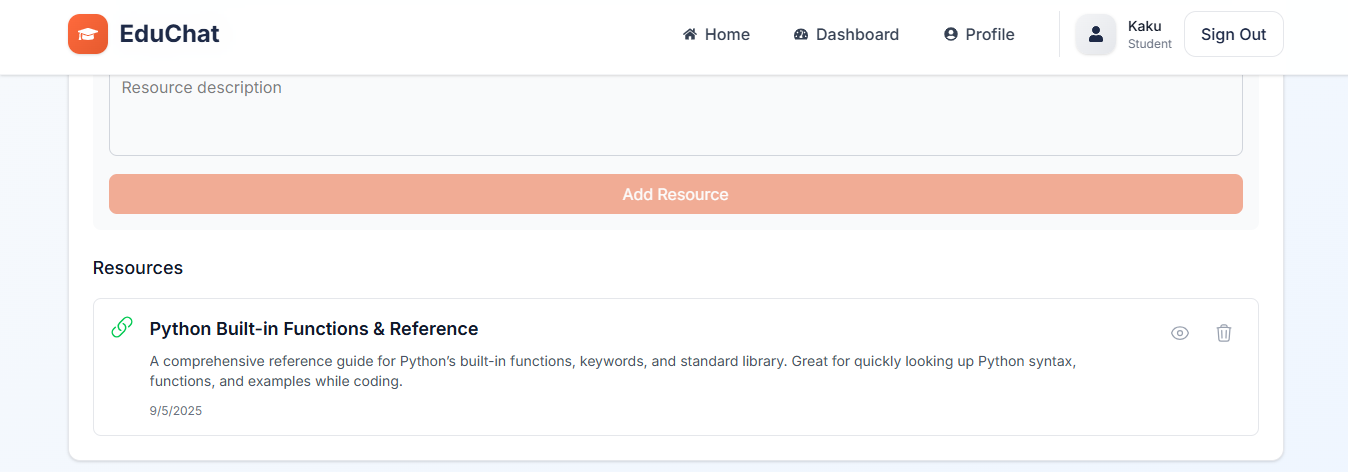 EduChat
Home
Dashboard
Profile
Kaku
Student
Sign Out
Resource description
Add Resource
Resources
Python Built-in Functions & Reference
A comprehensive reference guide for Python’s built-in functions, keywords, and standard library. Great for quickly looking up Python syntax,
functions, and examples while coding.
9/5/2025